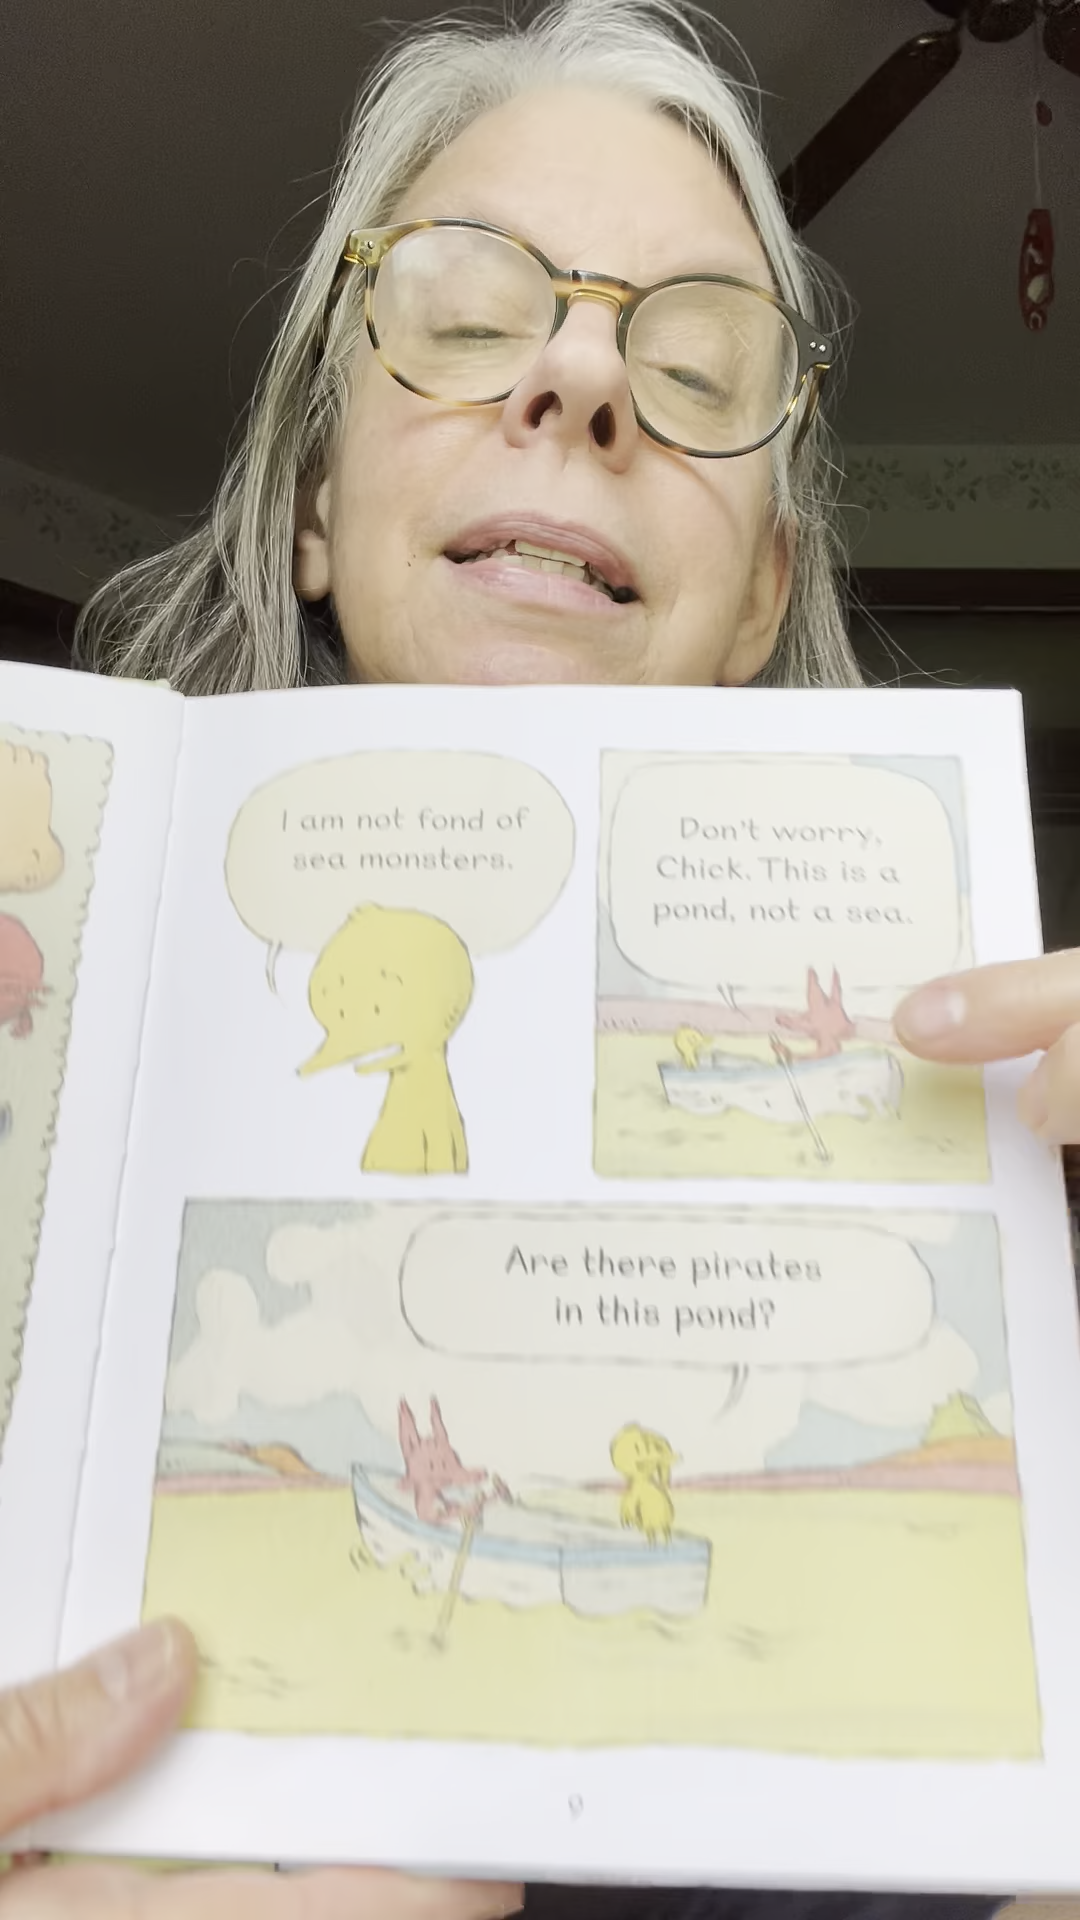 I am not fond of
sea monsters.
Don't worry,
Chick. This is a
pond, not a sea.
Are there pirates
in this pond?
9